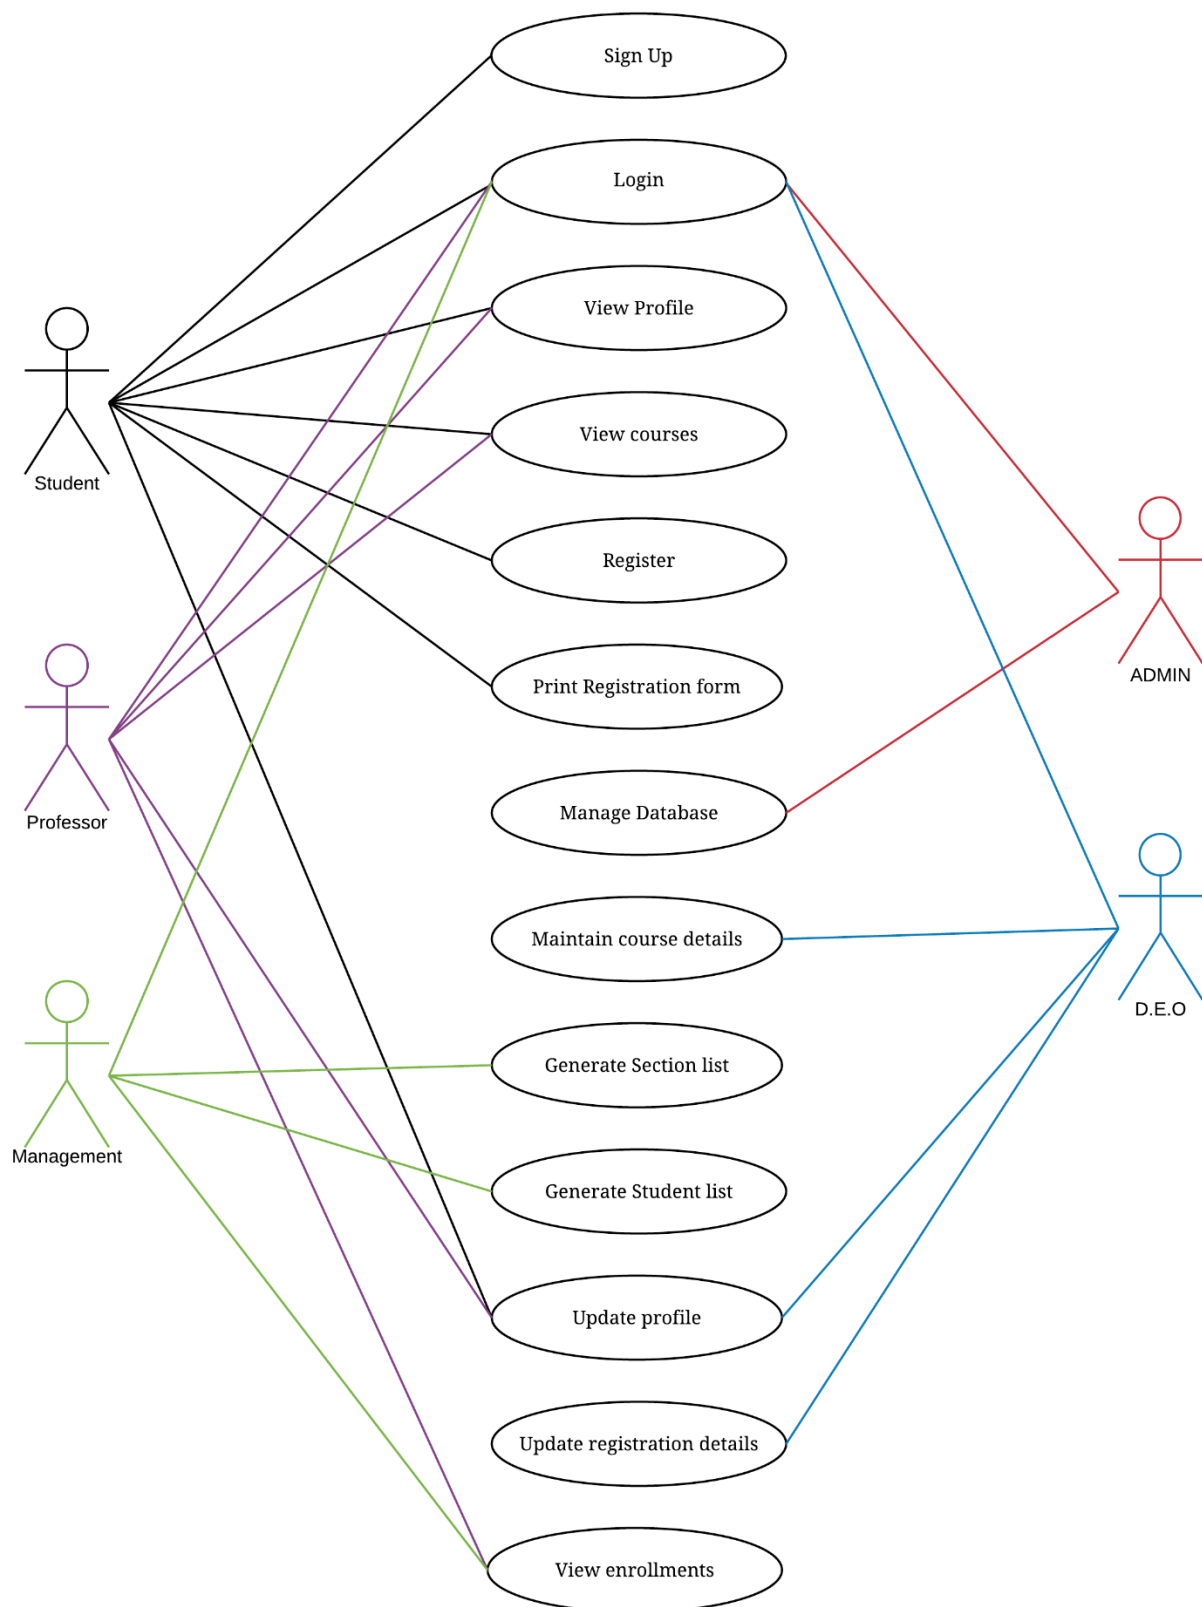 Sign Up
Login
View Profile
View courses
Student
Register
ADMIN
Print Registration form
Professor
Manage Database
Maintain course details
D.E.O
Generate Section list
Management
Generate Student list
Update profile
Update registration details
View enrollments